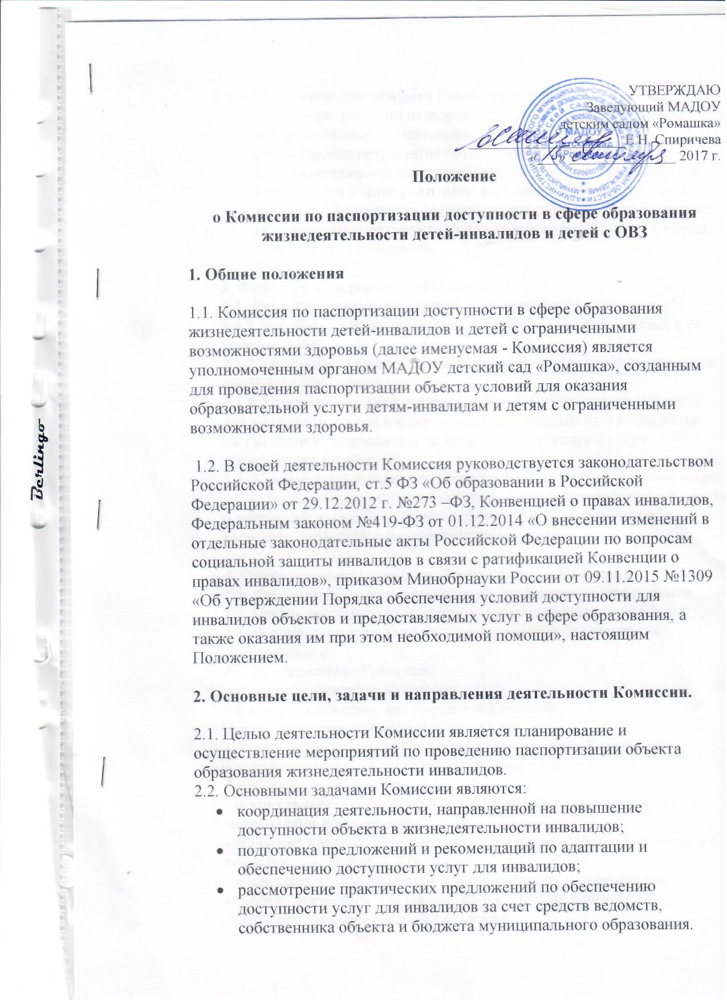 УТВЕРЖДАЮ
Заведующий МАДОУ
детским садом «Ромашка»
Е.Н. Спиричева
«15» 2017 г.
МАДОУ
детский сад
«Ромашка»
Положение
о Комиссии по паспортизации доступности в сфере образования
жизнедеятельности детей-инвалидов и детей с ОВЗ
1. Общие положения
1.1. Комиссия по паспортизации доступности в сфере образования
жизнедеятельности детей-инвалидов и детей с ограниченными
возможностями здоровья (далее именуемая - Комиссия) является
уполномоченным органом МАДОУ детский сад «Ромашка», созданным
для проведения паспортизации объекта условий для оказания
образовательной услуги детям-инвалидам и детям с ограниченными
возможностями здоровья.
1.2. В своей деятельности Комиссия руководствуется законодательством
Российской Федерации, ст.5 ФЗ «Об образовании в Российской
Федерации» от 29.12.2012 г. №273 –ФЗ, Конвенцией о правах инвалидов,
Федеральным законом №419-ФЗ от 01.12.2014 «О внесении изменений в
отдельные законодательные акты Российской Федерации по вопросам
социальной защиты инвалидов в связи с ратификацией Конвенции о
правах инвалидов», приказом Минобрнауки России от 09.11.2015 №1309
«Об утверждении Порядка обеспечения условий доступности для
инвалидов объектов и предоставляемых услуг в сфере образования, а
также оказания им при этом необходимой помощи», настоящим
Положением.
2. Основные цели, задачи и направления деятельности Комиссии.
2.1. Целью деятельности Комиссии является планирование и
осуществление мероприятий по проведению паспортизации объекта
образования жизнедеятельности инвалидов.
2.2. Основными задачами Комиссии являются:
• координация деятельности, направленной на повышение
доступности объекта в жизнедеятельности инвалидов;
• подготовка предложений и рекомендаций по адаптации и
обеспечению доступности услуг для инвалидов;
• рассмотрение практических предложений по обеспечению
доступности услуг для инвалидов за счет средств ведомств,
собственника объекта и бюджета муниципального образования.
Berlingo